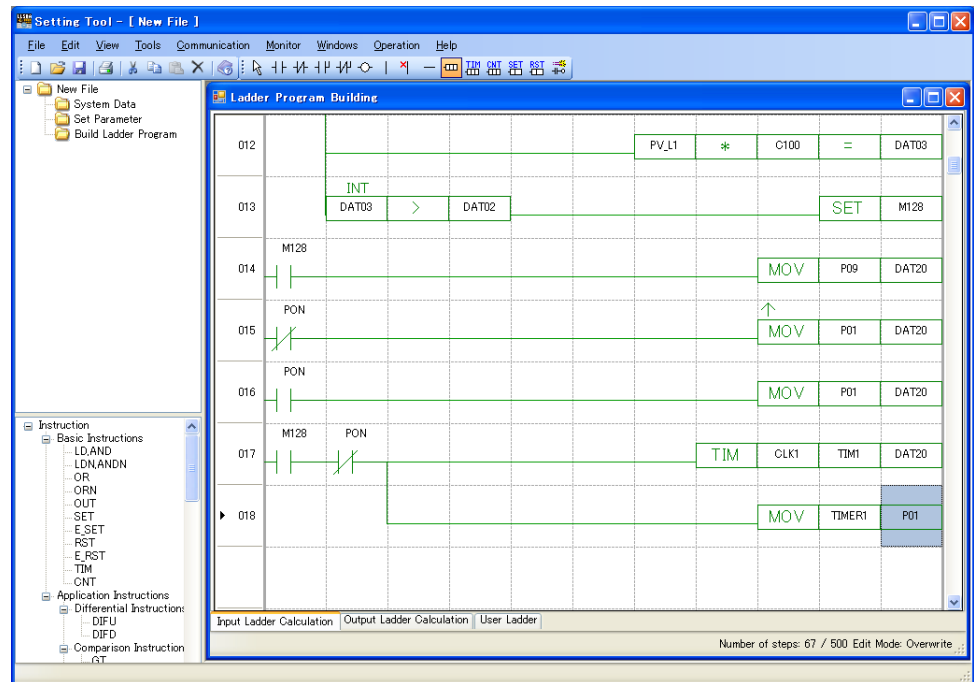 Setting Tool - [ New File ]
File Edit View Tools Communication Monitor Windows Operation Help
TIM CNT SET RST
New File
System Data
Set Parameter
Build Ladder Program
Ladder Program Building
012 PV_L1 * C100 = DAT03
INT
013 DAT03 > DAT02 SET M128
M128
014 MOV P09 DAT20
PON
015 MOV P01 DAT20
PON
016 MOV P01 DAT20
M128 PON
017 TIM CLK1 TIM1 DAT20
018 MOV TIMER1 P01
Instruction
Basic Instructions
LD,AND
LDN,ANDN
OR
ORN
OUT
SET
E_SET
RST
E_RST
TIM
CNT
Application Instructions
Differential Instructions
DIFU
DIFD
Comparison Instruction
GT
Input Ladder Calculation Output Ladder Calculation User Ladder
Number of steps: 67 / 500 Edit Mode: Overwrite